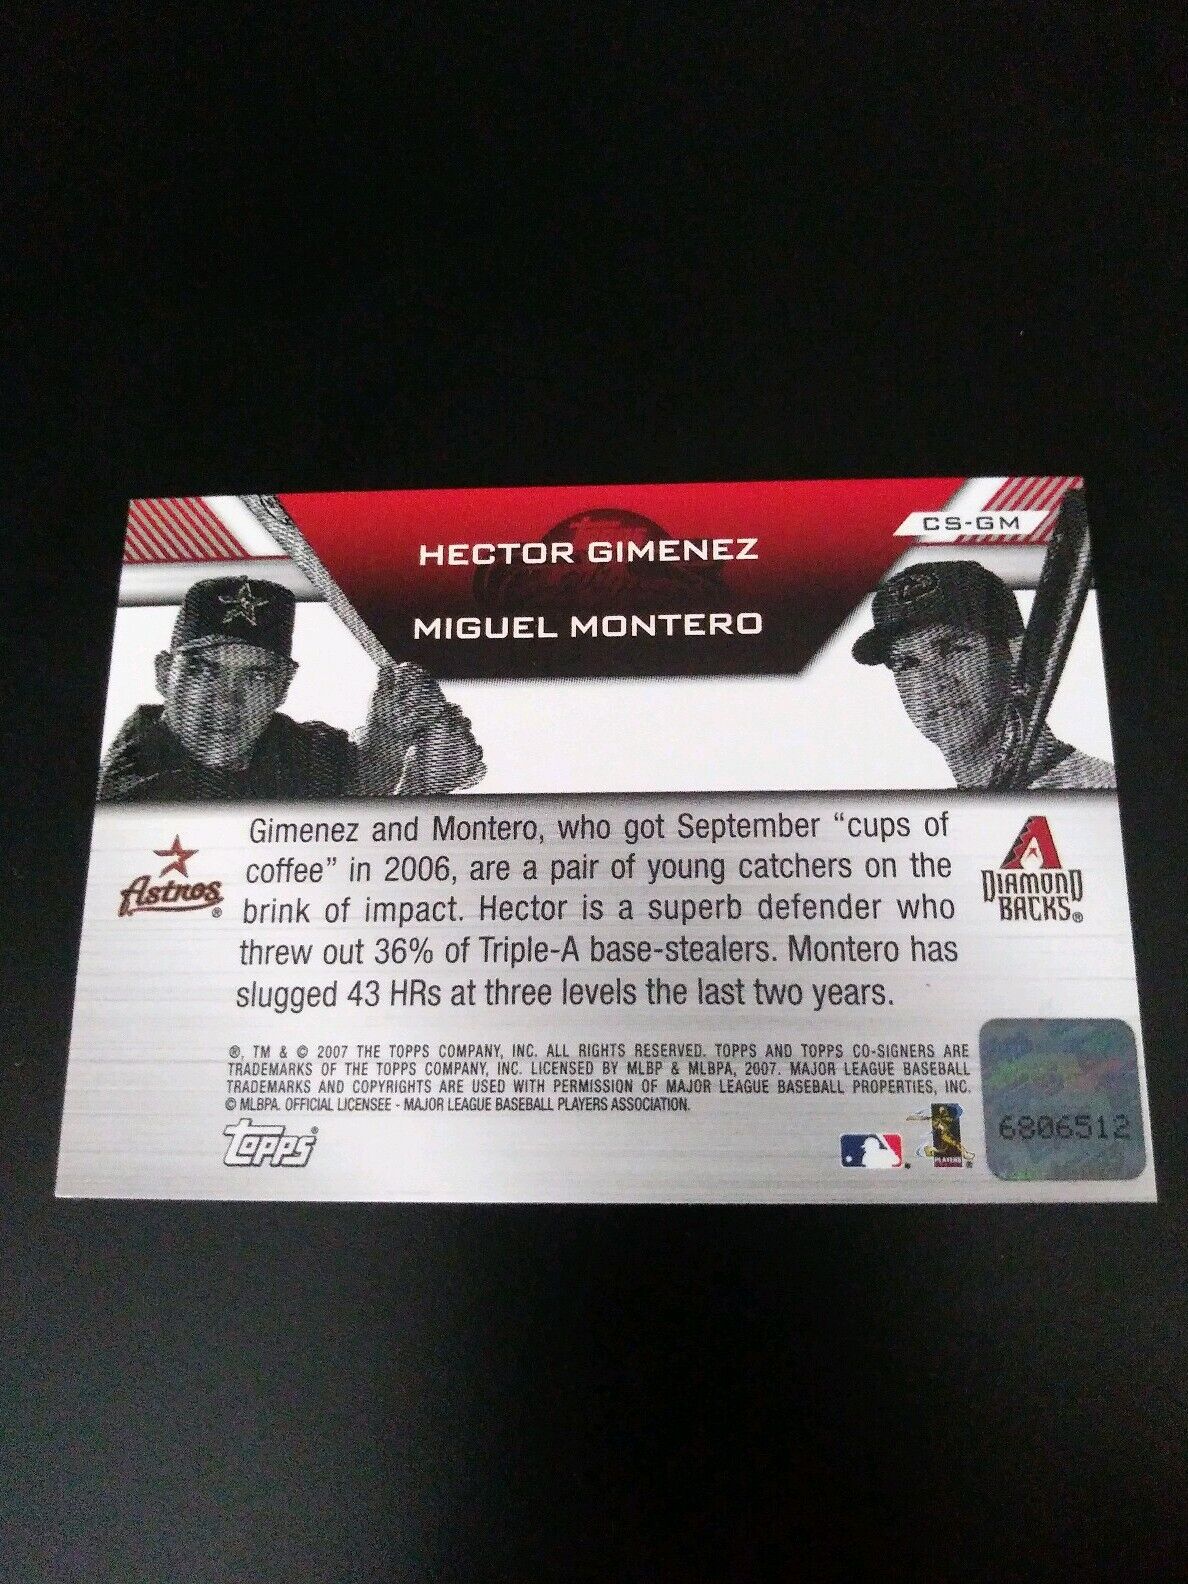 CS-GM
HECTOR GIMENEZ
MIGUEL MONTERO
Gimenez and Montero, who got September “cups of
coffee” in 2006, are a pair of young catchers on the
brink of impact. Hector is a superb defender who
threw out 36% of Triple-A base-stealers. Montero has
slugged 43 HRs at three levels the last two years.
Astros®
A
DIAMOND
BACKS®
®, TM & © 2007 THE TOPPS COMPANY, INC. ALL RIGHTS RESERVED. TOPPS AND TOPPS CO-SIGNERS ARE
TRADEMARKS OF THE TOPPS COMPANY, INC. LICENSED BY MLBP & MLBPA, 2007. MAJOR LEAGUE BASEBALL
TRADEMARKS AND COPYRIGHTS ARE USED WITH PERMISSION OF MAJOR LEAGUE BASEBALL PROPERTIES, INC.
© MLBPA. OFFICIAL LICENSEE - MAJOR LEAGUE BASEBALL PLAYERS ASSOCIATION.
Topps®
PLAYERS
6806512